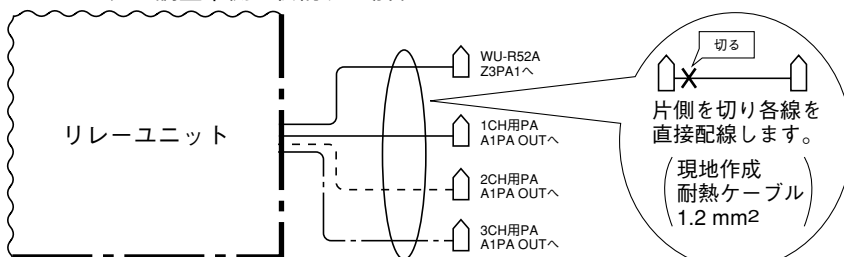 リレーユニット
WU-R52A
Z3PA1へ
1CH用PA
A1PA OUTへ
2CH用PA
A1PA OUTへ
3CH用PA
A1PA OUTへ
切る
片側を切り各線を
直接配線します。
現地作成
耐熱ケーブル
1.2 mm2